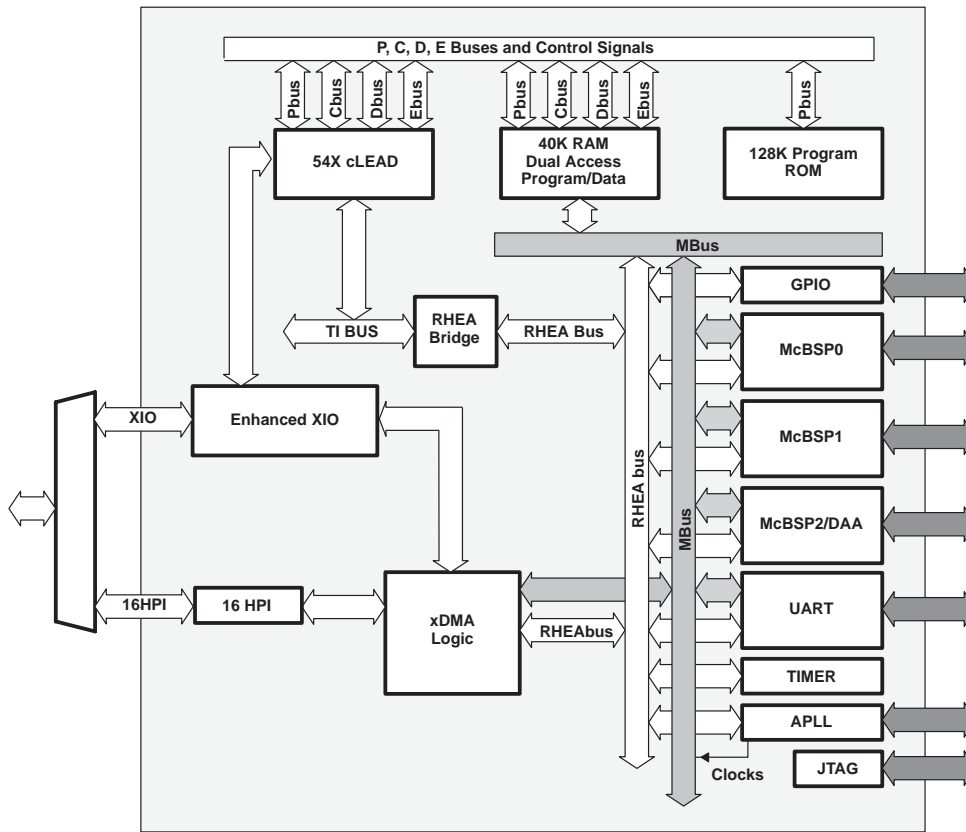 P, C, D, E Buses and Control Signals
Pbus
Cbus
Dbus
Ebus
Pbus
Cbus
Dbus
Ebus
Pbus
54X cLEAD
40K RAM
Dual Access
Program/Data
128K Program
ROM
MBus
GPIO
TI BUS
RHEA
Bridge
RHEA Bus
McBSP0
XIO
Enhanced XIO
McBSP1
RHEA bus
MBus
McBSP2/DAA
16HPI
16 HPI
xDMA
Logic
RHEAbus
UART
TIMER
APLL
Clocks
JTAG